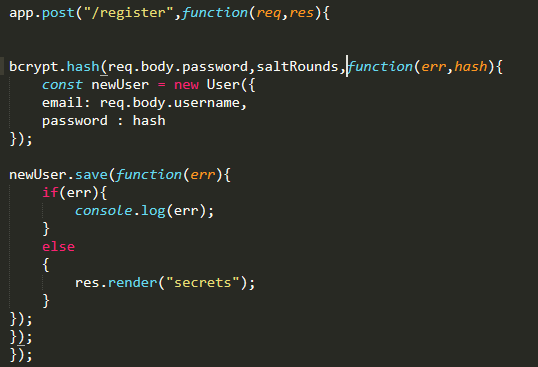 app.post("/register",function(req,res){
bcrypt.hash(req.body.password,saltRounds,function(err,hash){
    const newUser = new User({
    email: req.body.username,
    password : hash
});
newUser.save(function(err){
    if(err){
        console.log(err);
    }
    else
    {
        res.render("secrets");
    }
});
});
});